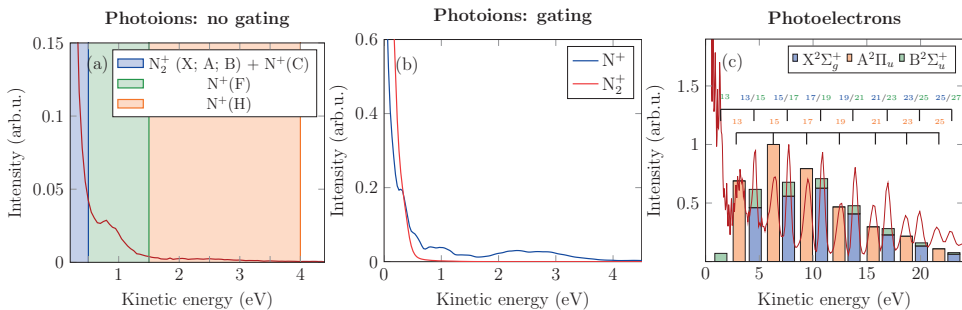 Photoions: no gating
0.15
0.1
0.05
0
1
2
3
4
Intensity (arb.u.)
Kinetic energy (eV)
(a)
N₂⁺ (X; A; B) + N⁺(C)
N⁺(F)
N⁺(H)
Photoions: gating
0.6
0.4
0.2
0.0
0
1
2
3
4
Intensity (arb.u.)
Kinetic energy (eV)
(b)
N⁺
N₂⁺
Photoelectrons
1.5
1
0.5
0
5
10
15
20
Intensity (arb.u.)
Kinetic energy (eV)
(c)
X²Σg⁺ A²Πu B²Σu⁺
13 13/15 15/17 17/19 19/21 21/23 23/25 25/27
13 15 17 19 21 23 25